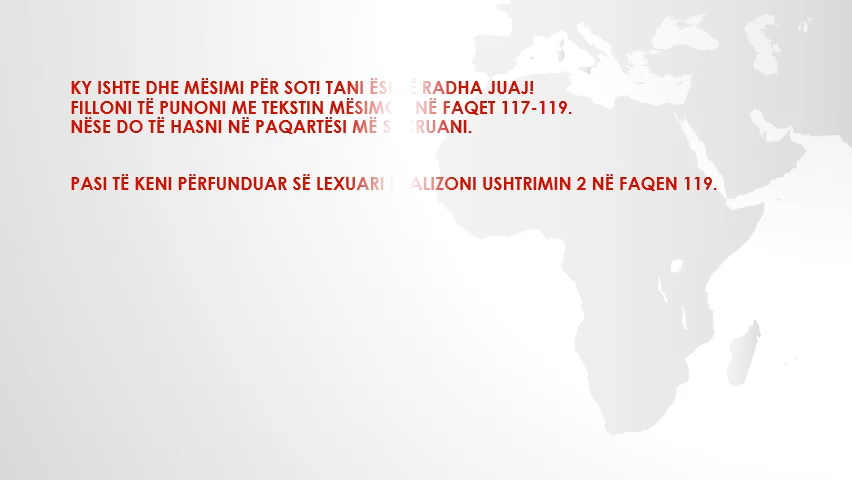 KY ISHTE DHE MËSIMI PËR SOT! TANI RADHA JUAJ!
FILLONI TË PUNONI ME TEKSTIN NË FAQET 117-119.
NËSE DO TË HASNI NË PAQARTËSI MË
PASI TË KENI PËRFUNDUAR SË LEXUARI USHTRIMIN 2 NË FAQEN 119.